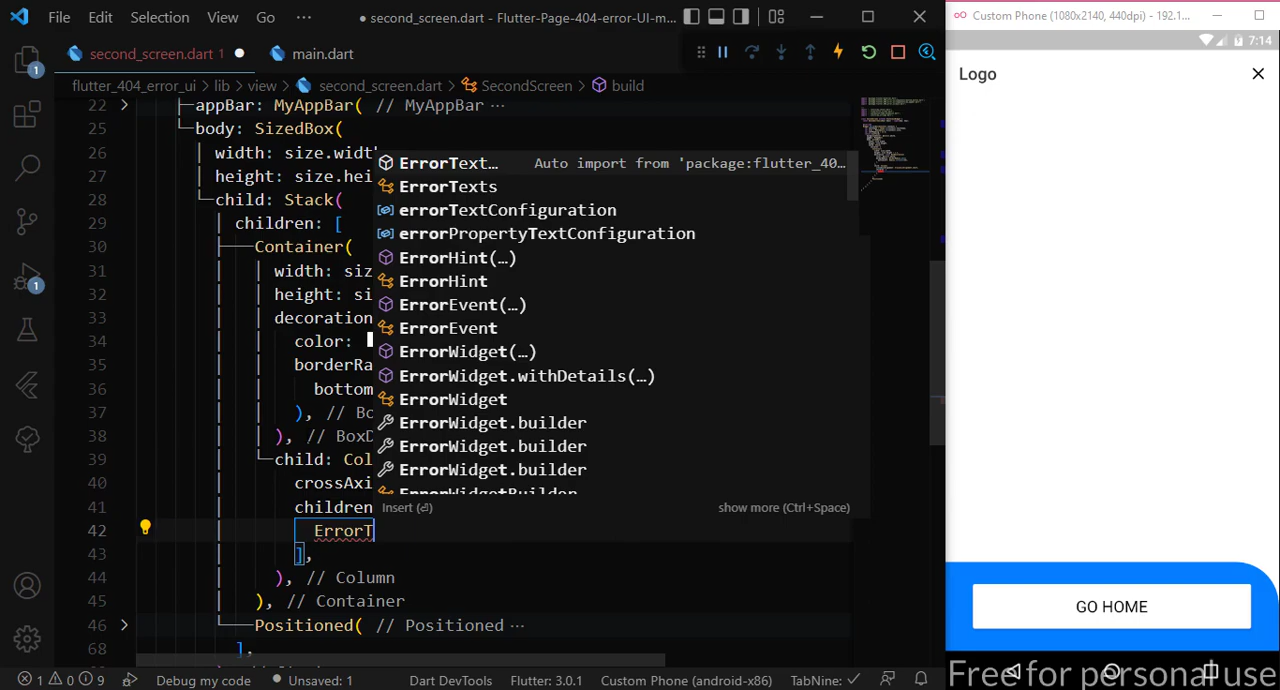 File Edit Selection View Go ··· ● second_screen.dart - Flutter-Page-404-error-UI-m...
second_screen.dart 1 ● main.dart
flutter_404_error_ui > lib > view > second_screen.dart > SecondScreen > build
22 appBar: MyAppBar( // MyAppBar ···
25 body: SizedBox(
26 width: size.width
27 height: size.hei
28 child: Stack(
29 children: [
30 Container(
31 width: siz
32 height: si
33 decoration
34 color:
35 borderRa
36 bottom
37 ), // Bo
38 ), // BoxD
39 child: Col
40 crossAxi
41 children
42 ErrorT
43 ],
44 ), // Column
45 ), // Container
46 Positioned( // Positioned ···
68 ],
ErrorText… Auto import from 'package:flutter_40…
ErrorTexts
errorTextConfiguration
errorPropertyTextConfiguration
ErrorHint(…)
ErrorHint
ErrorEvent(…)
ErrorEvent
ErrorWidget(…)
ErrorWidget.withDetails(…)
ErrorWidget
ErrorWidget.builder
ErrorWidget.builder
ErrorWidget.builder
ErrorWidgetBuilder
Insert (⏎) show more (Ctrl+Space)
1
1
1 0 9 Debug my code Unsaved: 1 Dart DevTools Flutter: 3.0.1 Custom Phone (android-x86) TabNine: ✓
Custom Phone (1080x2140, 440dpi) - 192.1...
7:14
Logo
GO HOME
Free for personal use